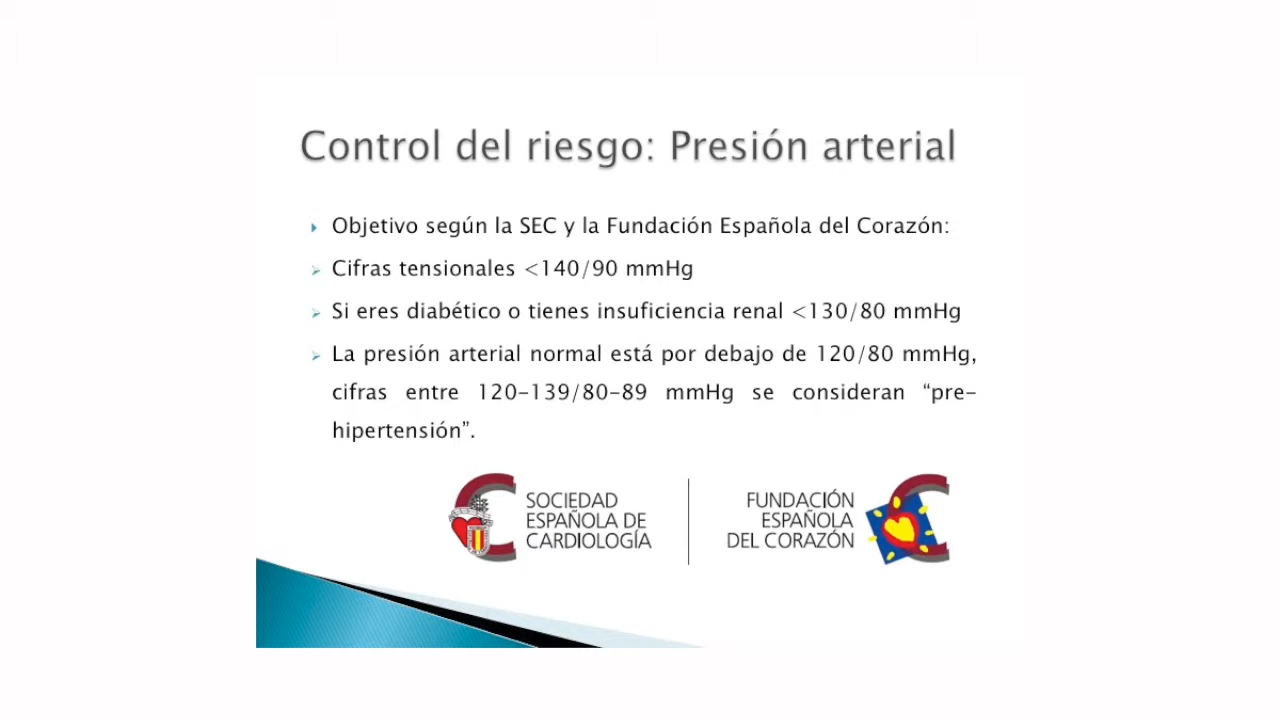 Control del riesgo: Presión arterial
Objetivo según la SEC y la Fundación Española del Corazón:
Cifras tensionales <140/90 mmHg
Si eres diabético o tienes insuficiencia renal <130/80 mmHg
La presión arterial normal está por debajo de 120/80 mmHg,
cifras entre 120-139/80-89 mmHg se consideran “pre-
hipertensión”.
SOCIEDAD
ESPAÑOLA DE
CARDIOLOGÍA
FUNDACIÓN
ESPAÑOLA
DEL CORAZÓN